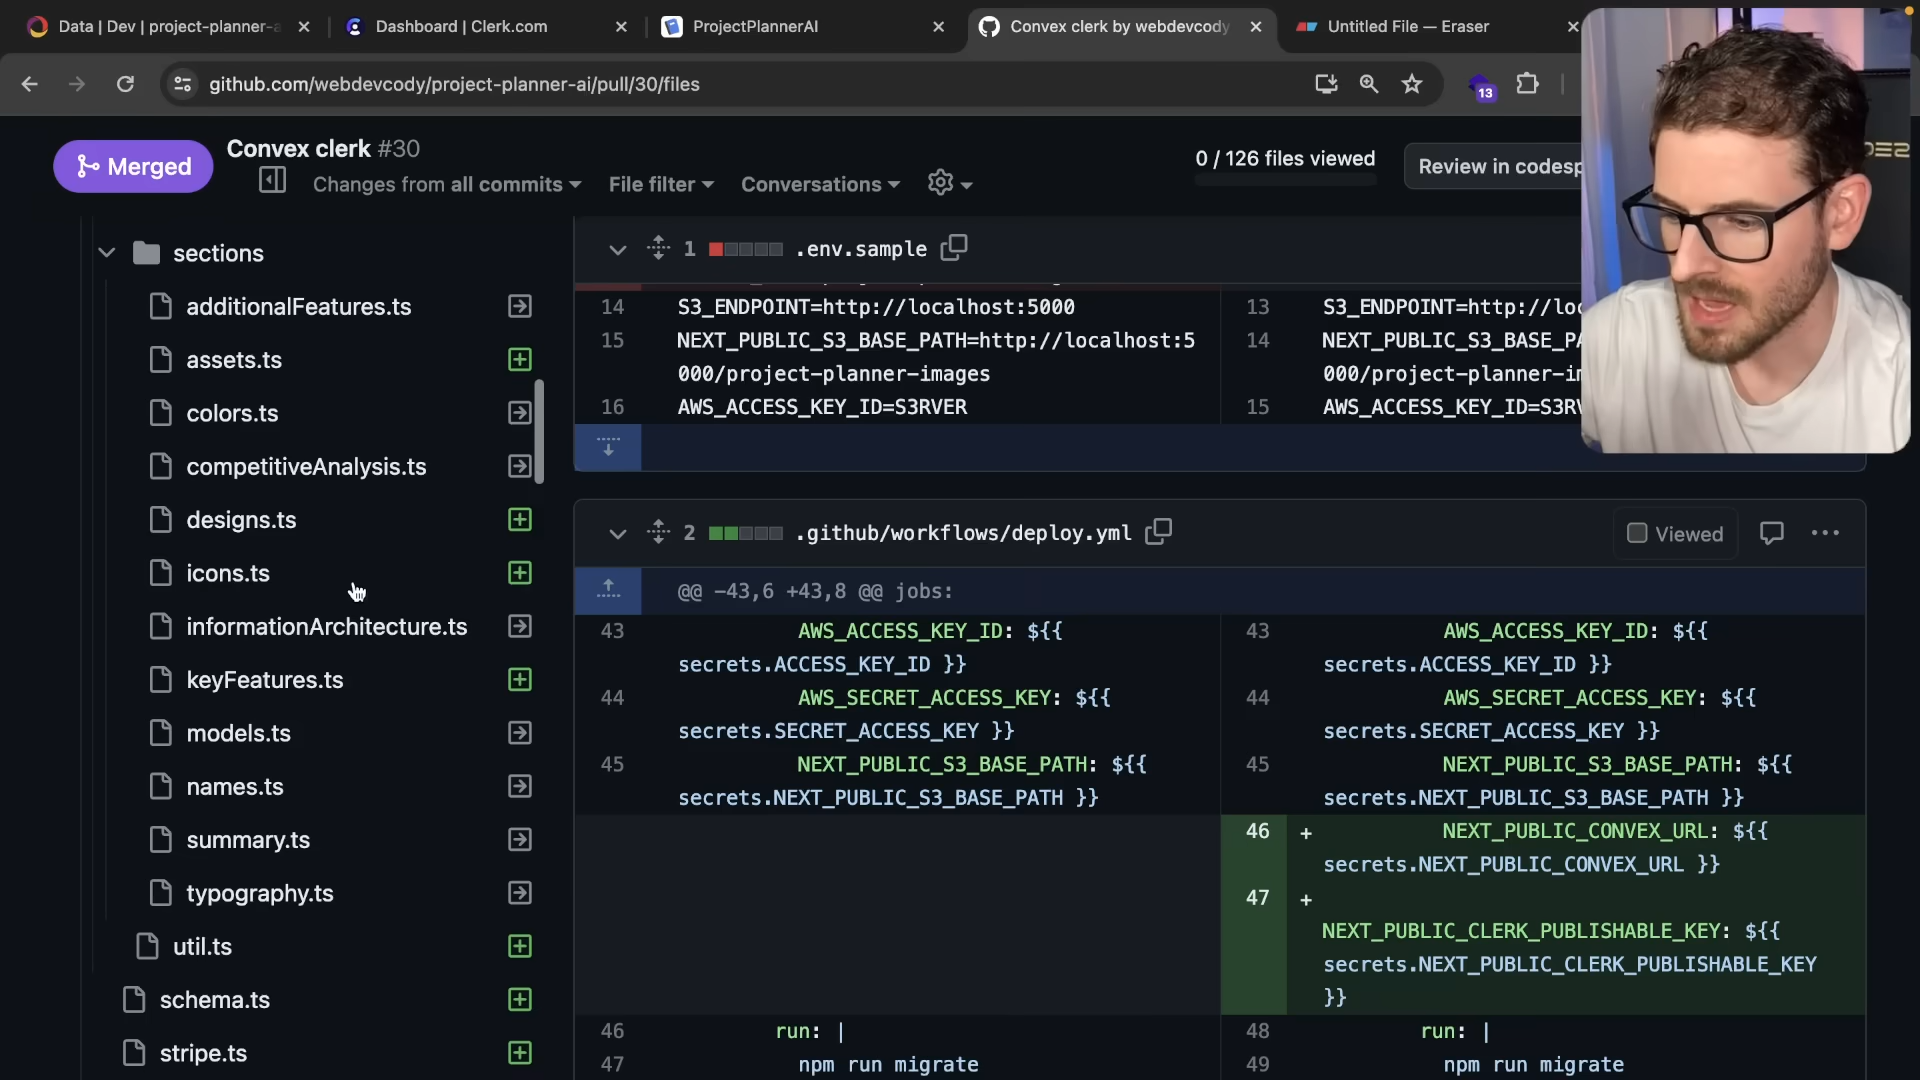 Data | Dev | project-planner-a
Dashboard | Clerk.com
ProjectPlannerAI
Convex clerk by webdevcody
Untitled File — Eraser
github.com/webdevcody/project-planner-ai/pull/30/files
13
Merged
Convex clerk #30
Changes from all commits
File filter
Conversations
0 / 126 files viewed
Review in codesp
sections
additionalFeatures.ts
assets.ts
colors.ts
competitiveAnalysis.ts
designs.ts
icons.ts
informationArchitecture.ts
keyFeatures.ts
models.ts
names.ts
summary.ts
typography.ts
util.ts
schema.ts
stripe.ts
1 .env.sample
14 S3_ENDPOINT=http://localhost:5000
15 NEXT_PUBLIC_S3_BASE_PATH=http://localhost:5
000/project-planner-images
16 AWS_ACCESS_KEY_ID=S3RVER
13 S3_ENDPOINT=http://loc
14 NEXT_PUBLIC_S3_BASE_PA
000/project-planner-im
15 AWS_ACCESS_KEY_ID=S3RV
2 .github/workflows/deploy.yml
Viewed
@@ -43,6 +43,8 @@ jobs:
43 AWS_ACCESS_KEY_ID: ${{
secrets.ACCESS_KEY_ID }}
44 AWS_SECRET_ACCESS_KEY: ${{
secrets.SECRET_ACCESS_KEY }}
45 NEXT_PUBLIC_S3_BASE_PATH: ${{
secrets.NEXT_PUBLIC_S3_BASE_PATH }}
46 run: |
47 npm run migrate
43 AWS_ACCESS_KEY_ID: ${{
secrets.ACCESS_KEY_ID }}
44 AWS_SECRET_ACCESS_KEY: ${{
secrets.SECRET_ACCESS_KEY }}
45 NEXT_PUBLIC_S3_BASE_PATH: ${{
secrets.NEXT_PUBLIC_S3_BASE_PATH }}
46 + NEXT_PUBLIC_CONVEX_URL: ${{
secrets.NEXT_PUBLIC_CONVEX_URL }}
47 +
NEXT_PUBLIC_CLERK_PUBLISHABLE_KEY: ${{
secrets.NEXT_PUBLIC_CLERK_PUBLISHABLE_KEY
}}
48 run: |
49 npm run migrate